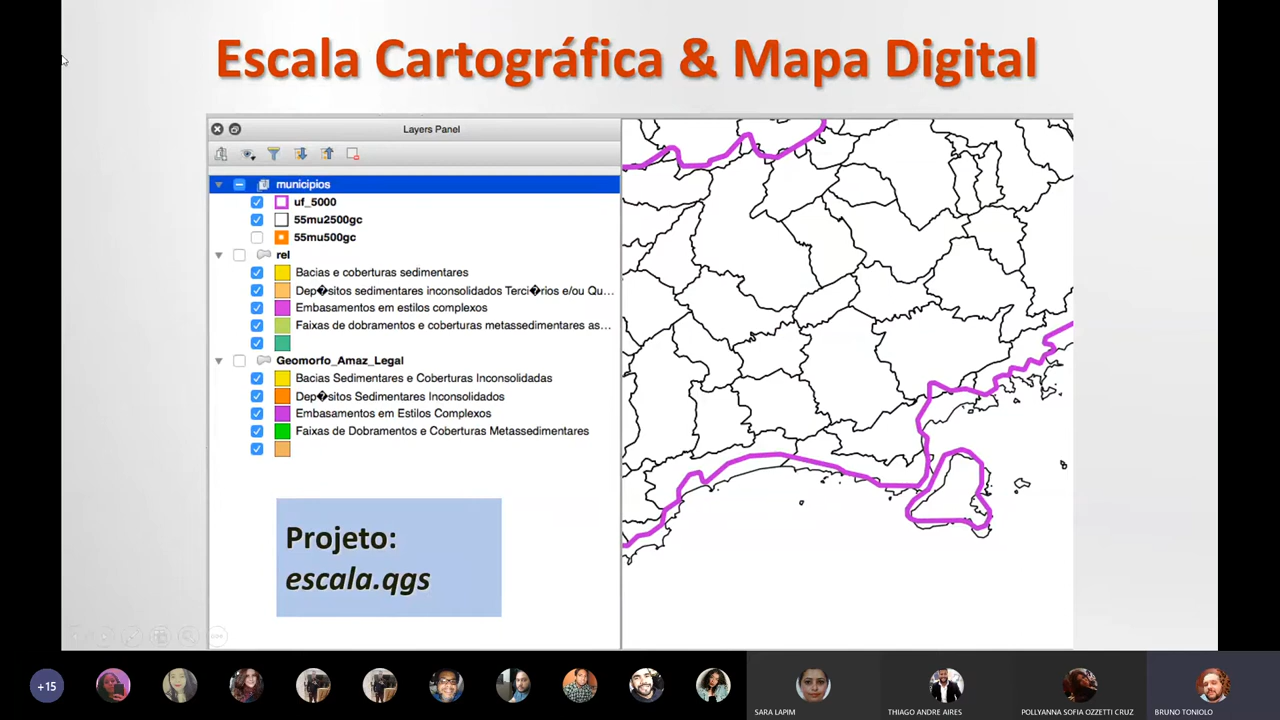 Escala Cartográfica & Mapa Digital
Layers Panel
municipios
uf_5000
55mu2500gc
55mu500gc
rel
Bacias e coberturas sedimentares
Dep�sitos sedimentares inconsolidados Terci�rios e/ou Qu...
Embasamentos em estilos complexos
Faixas de dobramentos e coberturas metassedimentares as...
Geomorfo_Amaz_Legal
Bacias Sedimentares e Coberturas Inconsolidadas
Dep�sitos Sedimentares Inconsolidados
Embasamentos em Estilos Complexos
Faixas de Dobramentos e Coberturas Metassedimentares
Projeto:
escala.qgs
+15
SARA LAPIM
THIAGO ANDRE AIRES
POLLYANNA SOFIA OZZETTI CRUZ
BRUNO TONIOLO